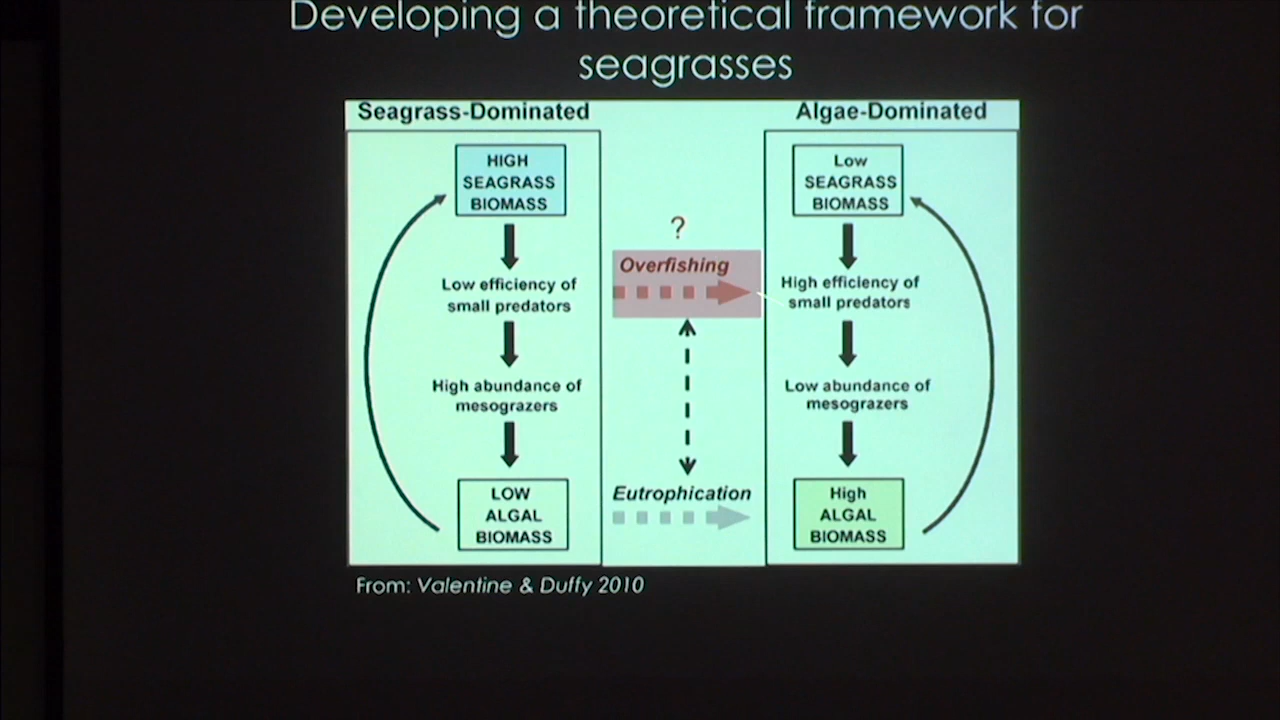 Developing a theoretical framework for
seagrasses
Seagrass-Dominated
HIGH
SEAGRASS
BIOMASS
Low efficiency of
small predators
High abundance of
mesograzers
LOW
ALGAL
BIOMASS
?
Overfishing
Eutrophication
Algae-Dominated
Low
SEAGRASS
BIOMASS
High efficiency of
small predators
Low abundance of
mesograzers
High
ALGAL
BIOMASS
From: Valentine & Duffy 2010